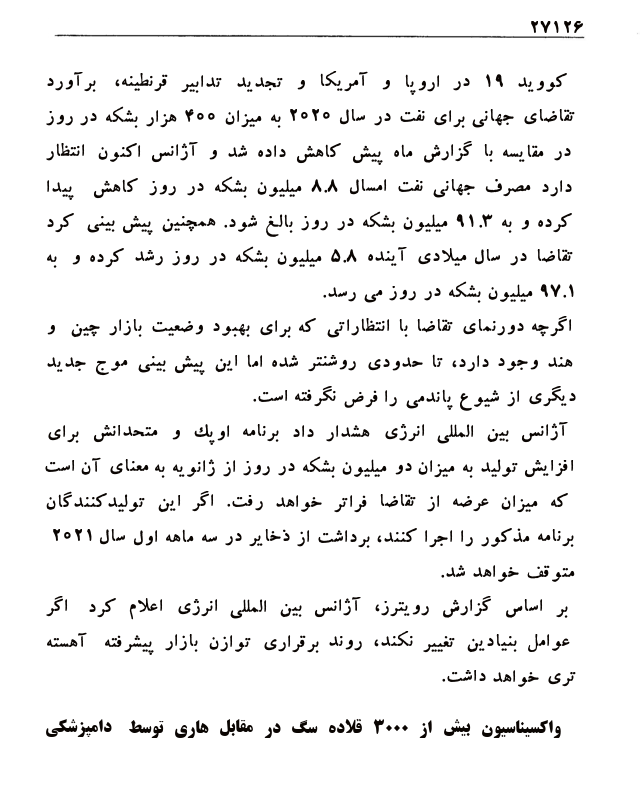 ۲۷۱۲۶
کووید ۱۹ در اروپا و آمریکا و تجدید تدابیر قرنطینه، برآورد
تقاضای جهانی برای نفت در سال ۲۰۲۰ به میزان ۴۰۰ هزار بشکه در روز
در مقایسه با گزارش ماه پیش کاهش داده شد و آژانس اکنون انتظار
دارد مصرف جهانی نفت امسال ۸.۸ میلیون بشکه در روز کاهش پیدا
کرده و به ۹۱.۳ میلیون بشکه در روز بالغ شود. همچنین پیش بینی کرد
تقاضا در سال میلادی آینده ۵.۸ میلیون بشکه در روز رشد کرده و به
۹۷.۱ میلیون بشکه در روز می رسد.
اگرچه دورنمای تقاضا با انتظاراتی که برای بهبود وضعیت بازار چین و
هند وجود دارد، تا حدودی روشنتر شده اما این پیش بینی موج جدید
دیگری از شیوع پاندمی را فرض نگرفته است.
آژانس بین المللی انرژی هشدار داد برنامه اوپك و متحدانش برای
افزایش تولید به میزان دو میلیون بشکه در روز از ژانویه به معنای آن است
که میزان عرضه از تقاضا فراتر خواهد رفت. اگر این تولیدکنندگان
برنامه مذکور را اجرا کنند، برداشت از ذخایر در سه ماهه اول سال ۲۰۲۱
متوقف خواهد شد.
بر اساس گزارش رویترز، آژانس بین المللی انرژی اعلام کرد اگر
عوامل بنیادین تغییر نکند، روند برقراری توازن بازار پیشرفته آهسته
تری خواهد داشت.
واکسیناسیون بیش از ۳۰۰۰ قلاده سگ در مقابل هاری توسط دامپزشکی